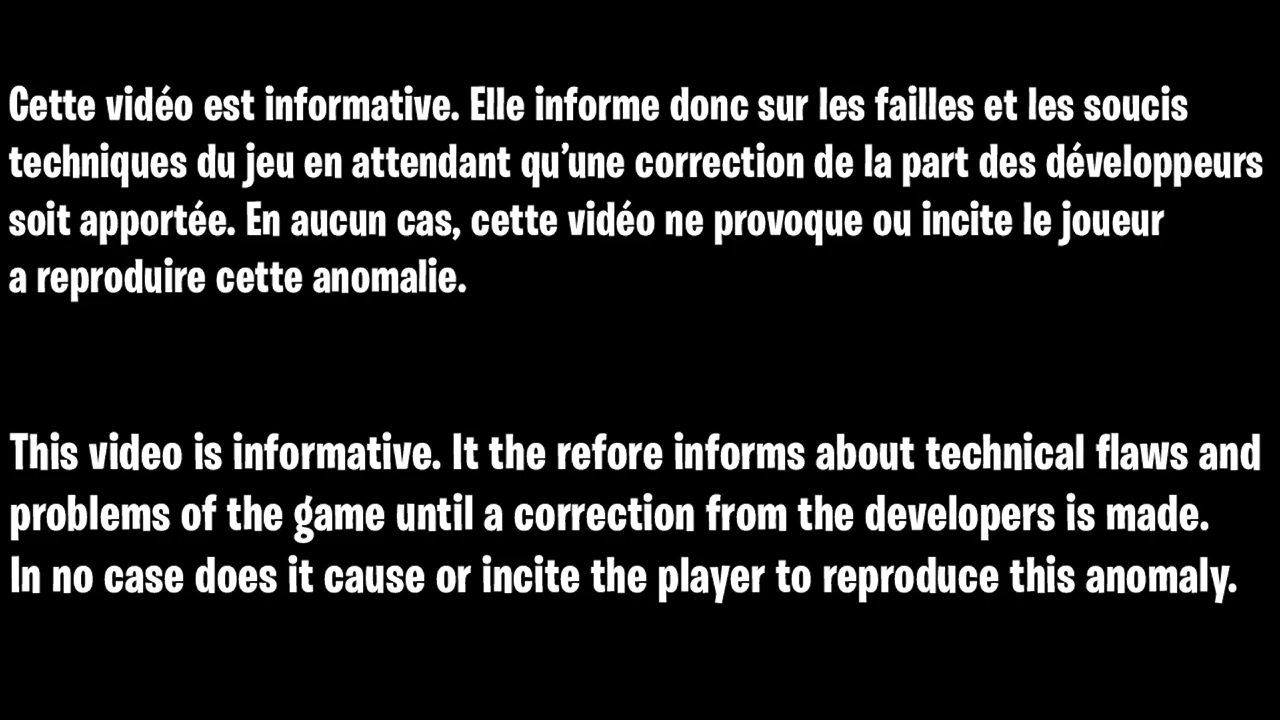 Cette vidéo est informative. Elle informe donc sur les failles et les soucis
techniques du jeu en attendant qu’une correction de la part des développeurs
soit apportée. En aucun cas, cette vidéo ne provoque ou incite le joueur
a reproduire cette anomalie.
This video is informative. It the refore informs about technical flaws and
problems of the game until a correction from the developers is made.
In no case does it cause or incite the player to reproduce this anomaly.